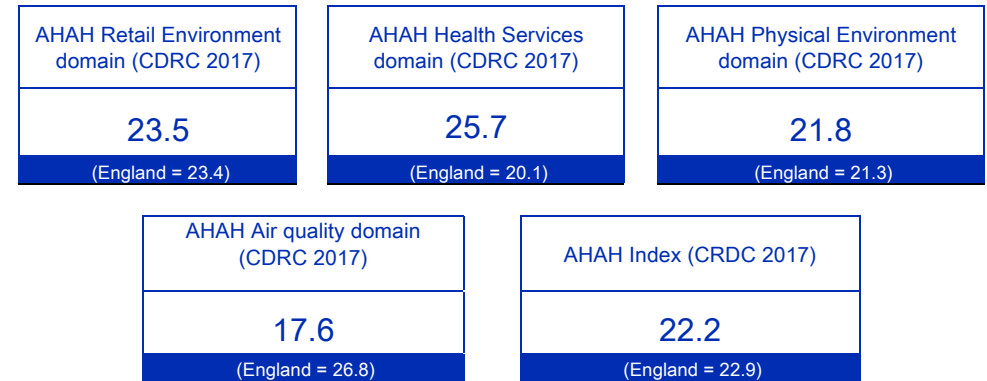 AHAH Retail Environment
domain (CDRC 2017)
23.5
(England = 23.4)
AHAH Health Services
domain (CDRC 2017)
25.7
(England = 20.1)
AHAH Physical Environment
domain (CDRC 2017)
21.8
(England = 21.3)
AHAH Air quality domain
(CDRC 2017)
17.6
(England = 26.8)
AHAH Index (CRDC 2017)
22.2
(England = 22.9)